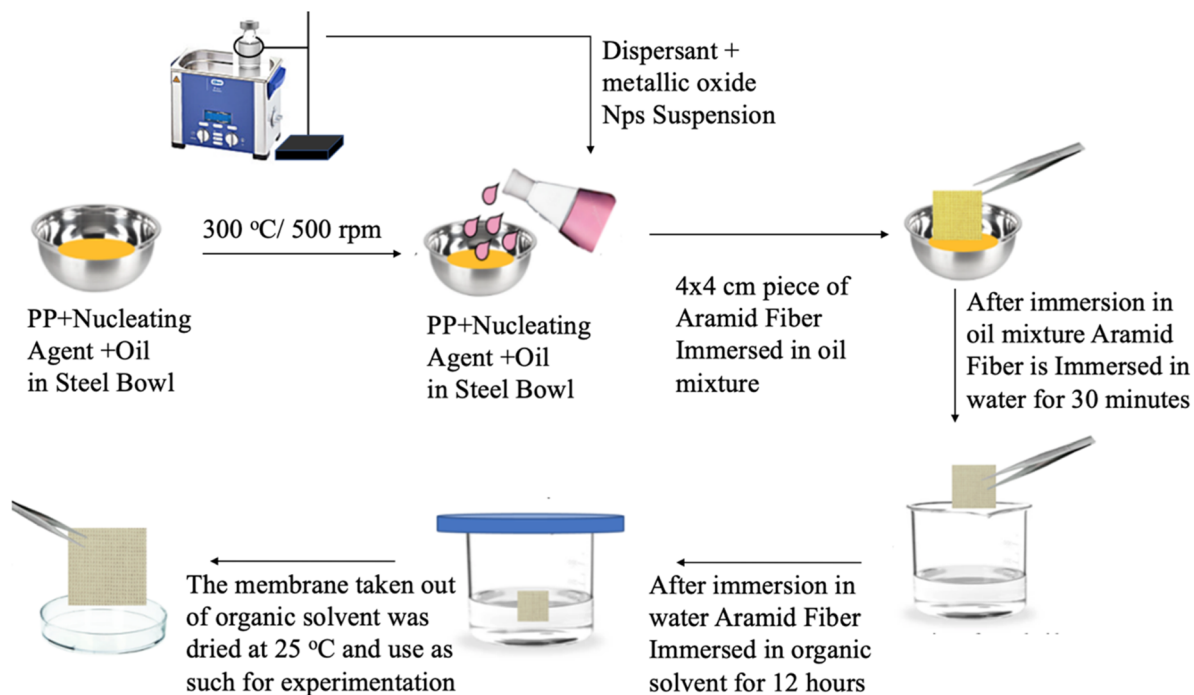 Dispersant +
metallic oxide
Nps Suspension
300 °C/ 500 rpm
PP+Nucleating
Agent +Oil
in Steel Bowl
PP+Nucleating
Agent +Oil
in Steel Bowl
4x4 cm piece of
Aramid Fiber
Immersed in oil
mixture
After immersion in
oil mixture Aramid
Fiber is Immersed in
water for 30 minutes
After immersion in
water Aramid Fiber
Immersed in organic
solvent for 12 hours
The membrane taken out
of organic solvent was
dried at 25 °C and use as
such for experimentation